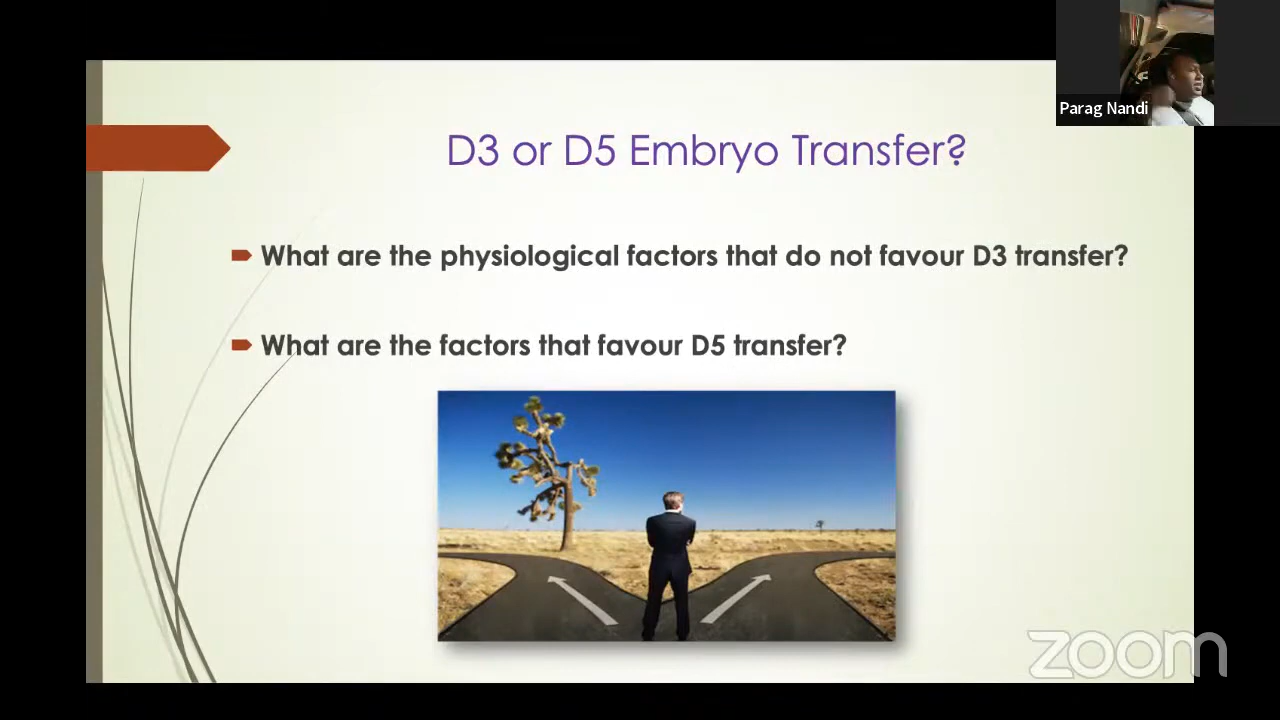 Parag Nandi
D3 or D5 Embryo Transfer?
What are the physiological factors that do not favour D3 transfer?
What are the factors that favour D5 transfer?
zoom